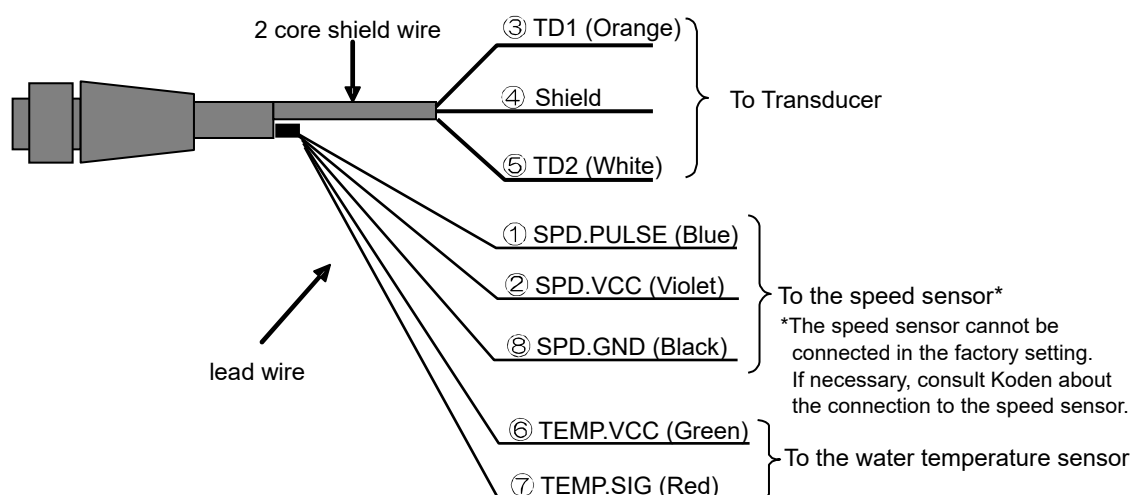 2 core shield wire
③ TD1 (Orange)
④ Shield
⑤ TD2 (White)
To Transducer
① SPD.PULSE (Blue)
② SPD.VCC (Violet)
⑧ SPD.GND (Black)
To the speed sensor*
*The speed sensor cannot be
connected in the factory setting.
If necessary, consult Koden about
the connection to the speed sensor.
lead wire
⑥ TEMP.VCC (Green)
⑦ TEMP.SIG (Red)
To the water temperature sensor